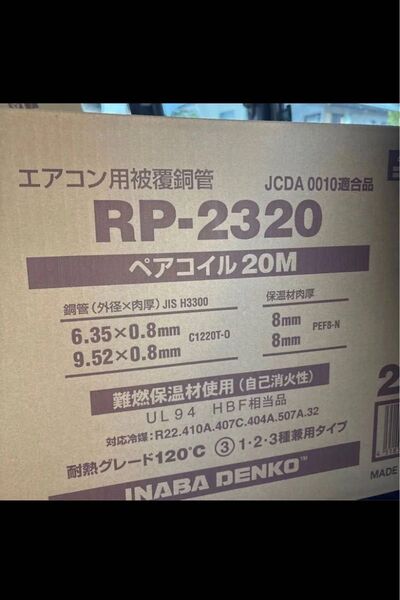 エアコン用被覆銅管
JCDA 0010適合品
RP-2320
ペアコイル20M
銅管(外径×肉厚) JIS H3300
保温材肉厚
6.35×0.8mm
9.52×0.8mm
C1220T-O
8mm
8mm
PEF8-N
難燃保温材使用(自己消火性)
UL94 HBF相当品
対応冷媒:R22.410A.407C.404A.507A.32
耐熱グレード120℃ ③1・2・3種兼用タイプ
INABA DENKO™
2
MADE